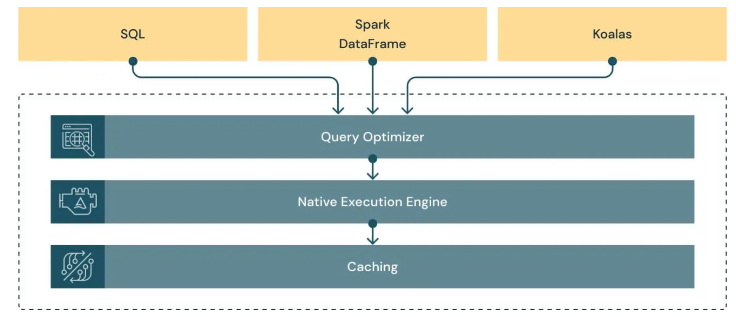 SQL
Spark
DataFrame
Koalas
Query Optimizer
Native Execution Engine
Caching